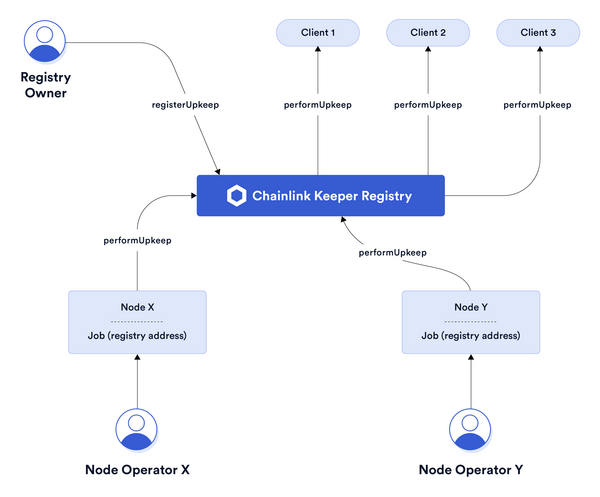 Client 1
Client 2
Client 3
Registry
Owner
registerUpkeep
performUpkeep
performUpkeep
performUpkeep
Chainlink Keeper Registry
performUpkeep
performUpkeep
Node X
Job (registry address)
Node Y
Job (registry address)
Node Operator X
Node Operator Y